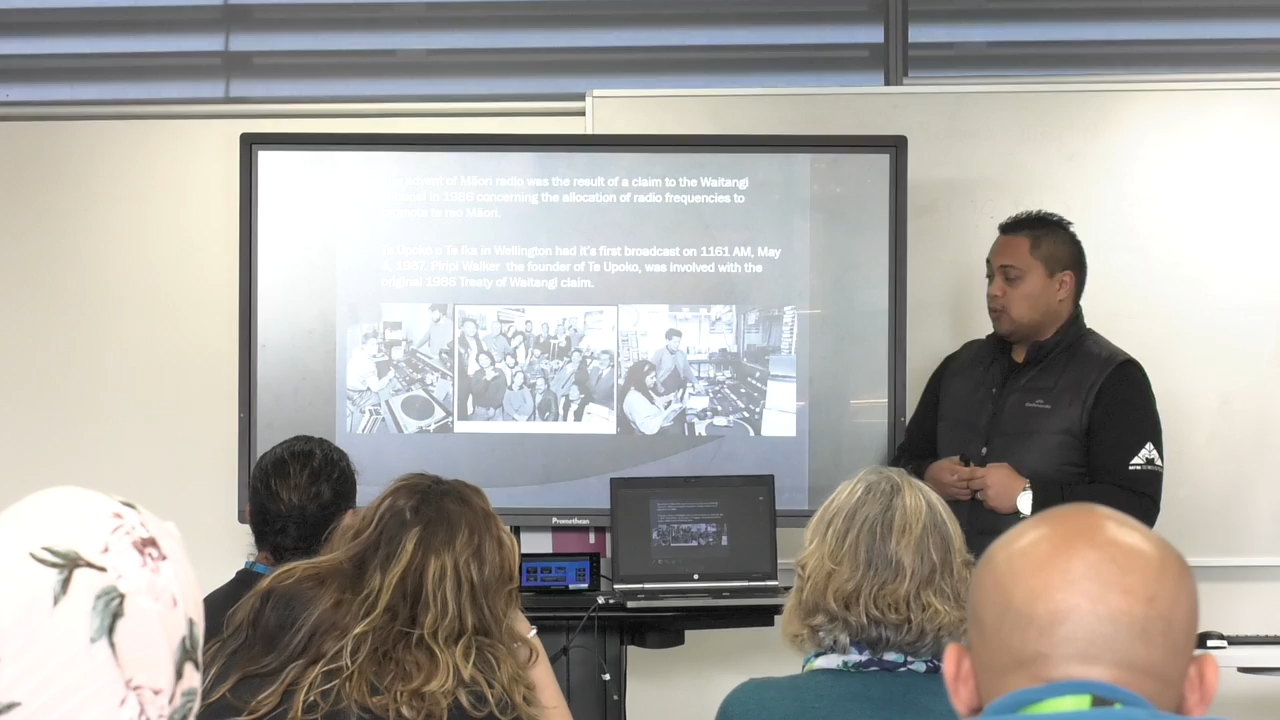 advent of Māori radio was the result of a claim to the Waitangi
in 1986 concerning the allocation of radio frequencies to
te reo Māori.
Te Upoko o Te Ika in Wellington had it's first broadcast on 1161 AM, May
1987. Piripi Walker the founder of Te Upoko, was involved with the
original 1986 Treaty of Waitangi claim.
Promethean